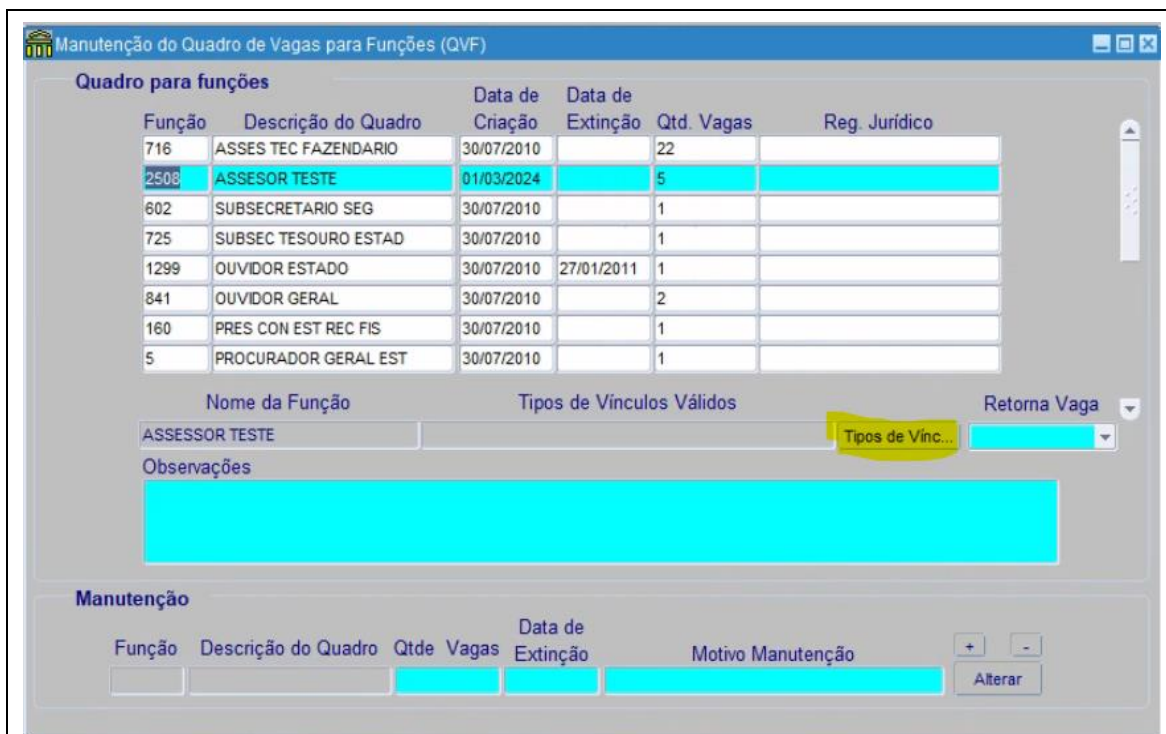 Manutenção do Quadro de Vagas para Funções (QVF)
Quadro para funções
Função Descrição do Quadro Data de Criação Data de Extinção Qtd. Vagas Reg. Jurídico
716 ASSES TEC FAZENDARIO 30/07/2010 22
2508 ASSESOR TESTE 01/03/2024 5
602 SUBSECRETARIO SEG 30/07/2010 1
725 SUBSEC TESOURO ESTAD 30/07/2010 1
1299 OUVIDOR ESTADO 30/07/2010 27/01/2011 1
841 OUVIDOR GERAL 30/07/2010 2
160 PRES CON EST REC FIS 30/07/2010 1
5 PROCURADOR GERAL EST 30/07/2010 1
Nome da Função Tipos de Vínculos Válidos Retorna Vaga
ASSESSOR TESTE Tipos de Vínc...
Observações
Manutenção
Função Descrição do Quadro Qtde Vagas Data de Extinção Motivo Manutenção + -
Alterar